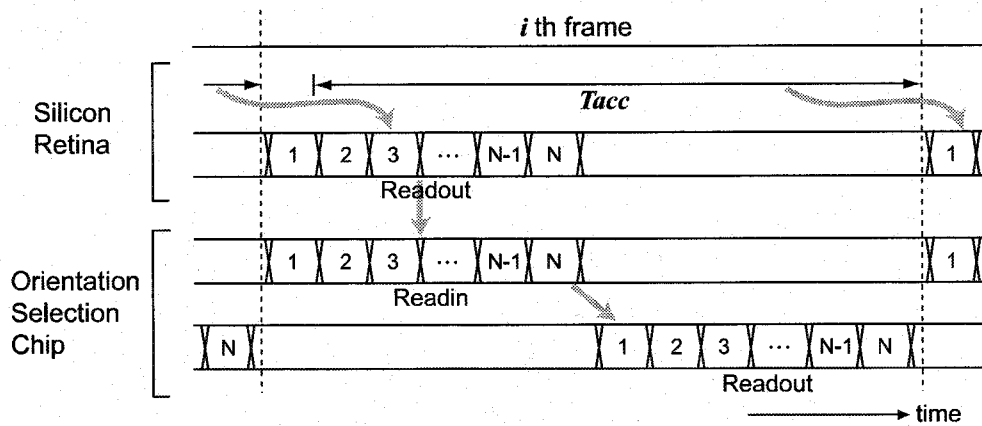 i th frame
Silicon
Retina
Tacc
1 2 3 ... N-1 N 1
Readout
Orientation
Selection
Chip
1 2 3 ... N-1 N 1
Readin
N 1 2 3 ... N-1 N
Readout
time